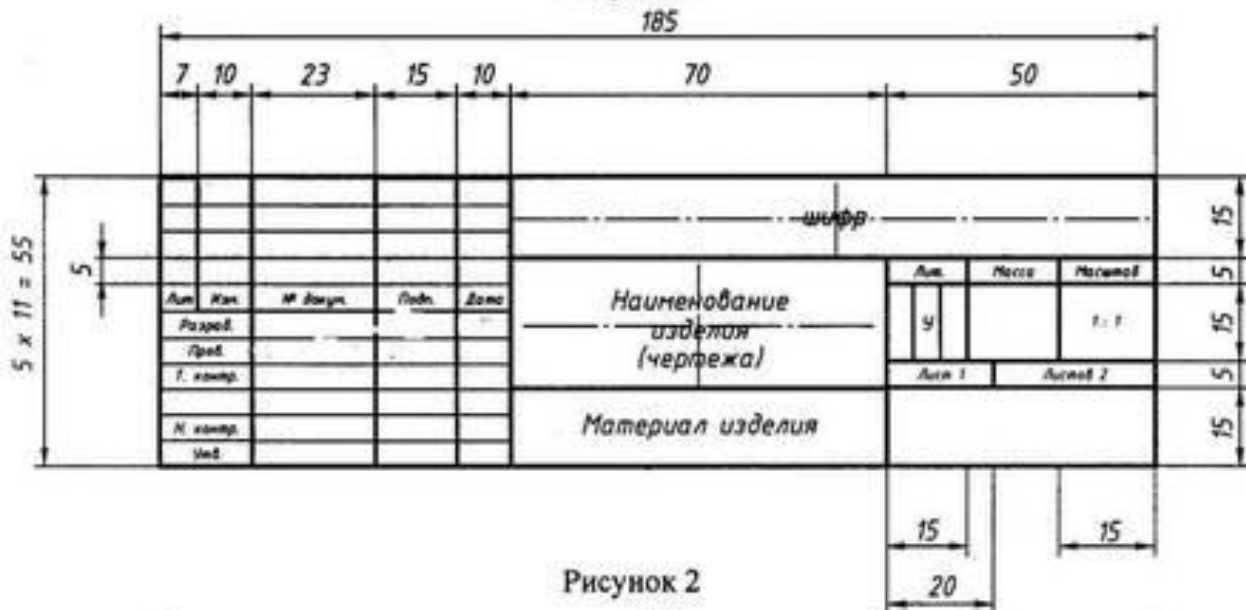 185
7 10 23 15 10 70 50
шифр
15
5 x 11 = 55
5
Лит. Масса Масштаб
5
Лит Изм. № докум. Подп. Дата
Наименование
изделия
(чертежа)
У 1:1
15
Разраб.
Пров.
Т. контр.
Лист 1 Листов 2
5
Материал изделия
15
Н. контр.
Утв.
15 15
20
Рисунок 2